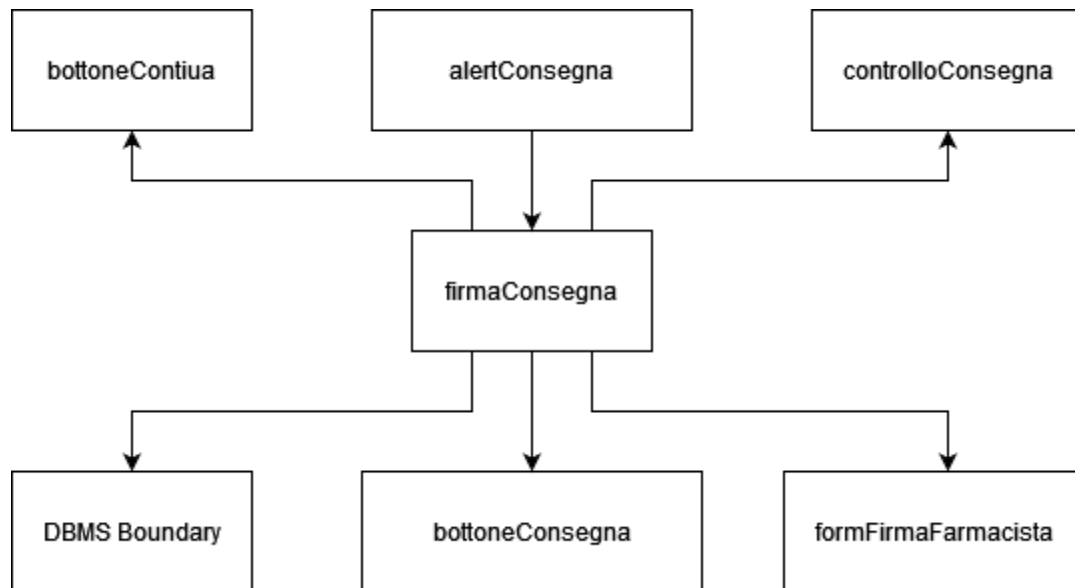 bottoneContiua
alertConsegna
controlloConsegna
firmaConsegna
DBMS Boundary
bottoneConsegna
formFirmaFarmacista